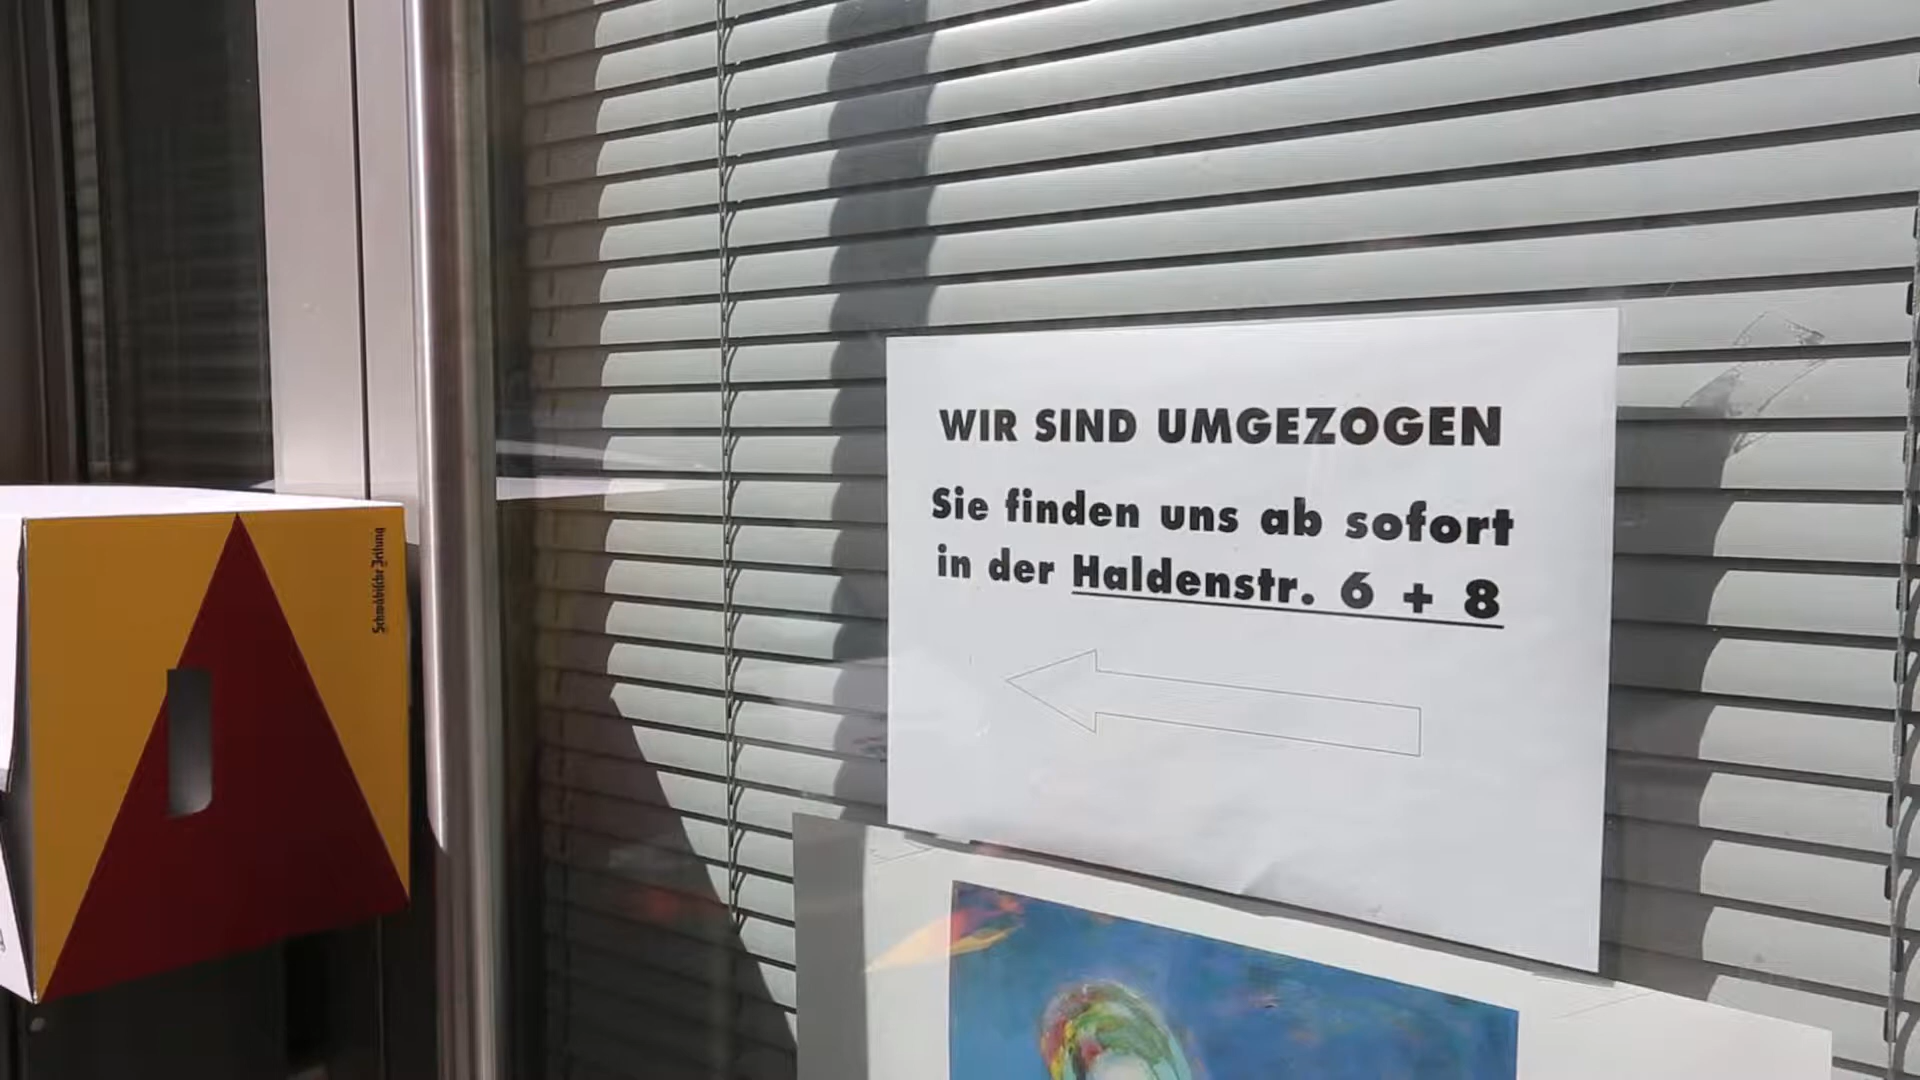 Schwäbische Zeitung
WIR SIND UMGEZOGEN
Sie finden uns ab sofort
in der Haldenstr. 6 + 8